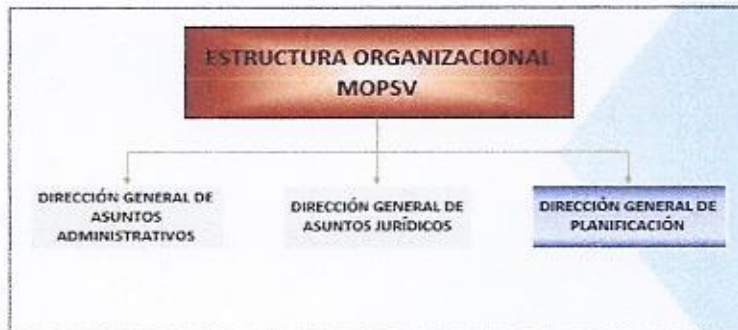 ESTRUCTURA ORGANIZACIONAL
MOPSV
DIRECCIÓN GENERAL DE
ASUNTOS
ADMINISTRATIVOS
DIRECCIÓN GENERAL DE
ASUNTOS JURÍDICOS
DIRECCIÓN GENERAL DE
PLANIFICACIÓN